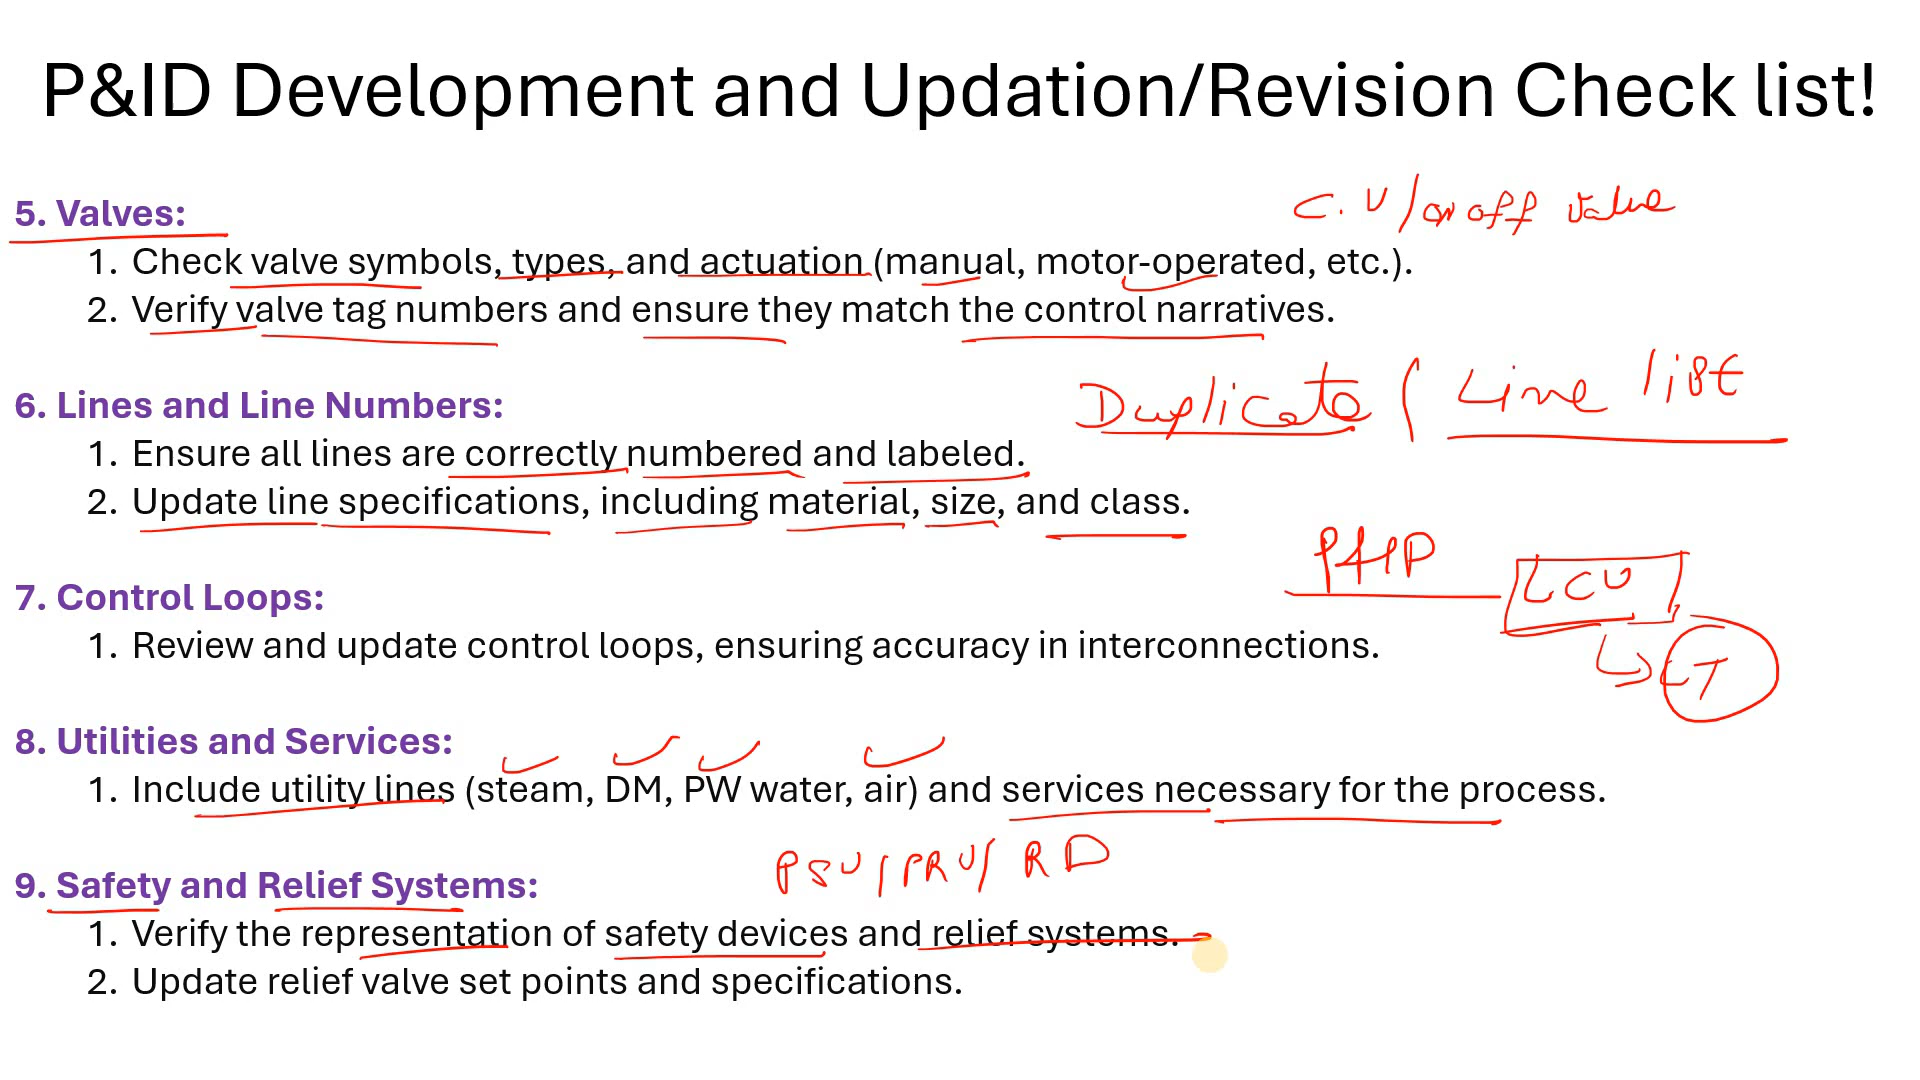 P&ID Development and Updation/Revision Check list!
C.V/on off valve
5. Valves:
1. Check valve symbols, types, and actuation (manual, motor-operated, etc.).
2. Verify valve tag numbers and ensure they match the control narratives.
Duplicate ( Line list
6. Lines and Line Numbers:
1. Ensure all lines are correctly numbered and labeled.
2. Update line specifications, including material, size, and class.
LCV
7. Control Loops:
1. Review and update control loops, ensuring accuracy in interconnections.
LT
8. Utilities and Services:
1. Include utility lines (steam, DM, PW water, air) and services necessary for the process.
PSV/PRV/RD
9. Safety and Relief Systems:
1. Verify the representation of safety devices and relief systems.
2. Update relief valve set points and specifications.